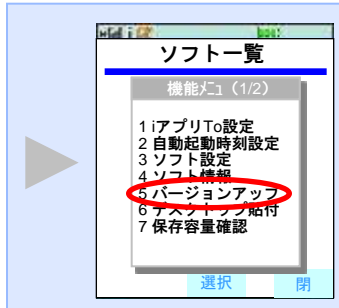 ソフト一覧
機能ﾒﾆｭ（1/2）
1 iアプリTo設定
2 自動起動時刻設定
3 ソフト設定
4 ソフト情報
5 バージョンアップ
6 デスクトップ貼付
7 保存容量確認
選択
閉